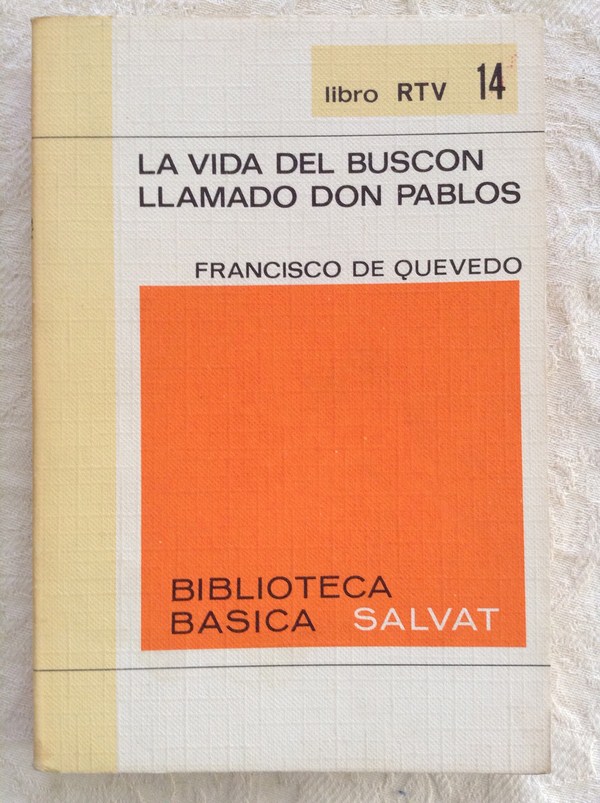 libro RTV 14
LA VIDA DEL BUSCON
LLAMADO DON PABLOS
FRANCISCO DE QUEVEDO
BIBLIOTECA
BASICA SALVAT